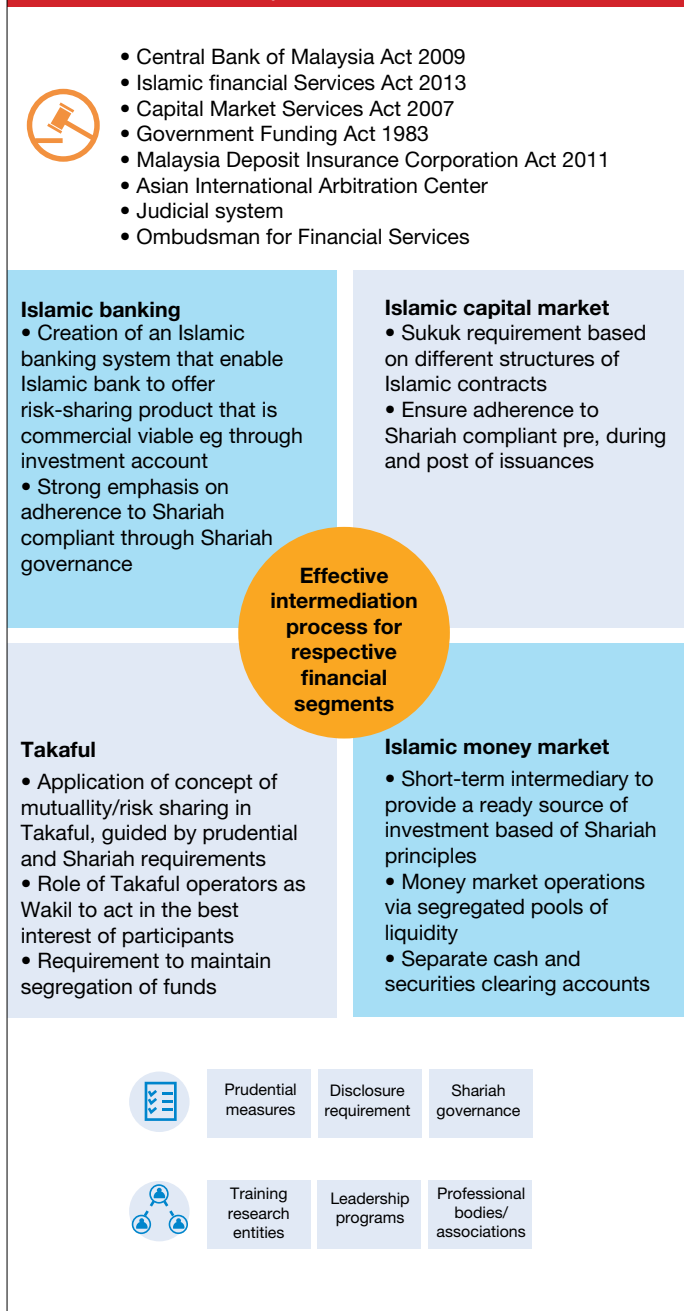 • Central Bank of Malaysia Act 2009
• Islamic financial Services Act 2013
• Capital Market Services Act 2007
• Government Funding Act 1983
• Malaysia Deposit Insurance Corporation Act 2011
• Asian International Arbitration Center
• Judicial system
• Ombudsman for Financial Services
Islamic banking
• Creation of an Islamic
banking system that enable
Islamic bank to offer
risk-sharing product that is
commercial viable eg through
investment account
• Strong emphasis on
adherence to Shariah
compliant through Shariah
governance
Islamic capital market
• Sukuk requirement based
on different structures of
Islamic contracts
• Ensure adherence to
Shariah compliant pre, during
and post of issuances
Effective
intermediation
process for
respective
financial
segments
Takaful
• Application of concept of
mutuallity/risk sharing in
Takaful, guided by prudential
and Shariah requirements
• Role of Takaful operators as
Wakil to act in the best
interest of participants
• Requirement to maintain
segregation of funds
Islamic money market
• Short-term intermediary to
provide a ready source of
investment based of Shariah
principles
• Money market operations
via segregated pools of
liquidity
• Separate cash and
securities clearing accounts
Prudential
measures
Disclosure
requirement
Shariah
governance
Training
research
entities
Leadership
programs
Professional
bodies/
associations